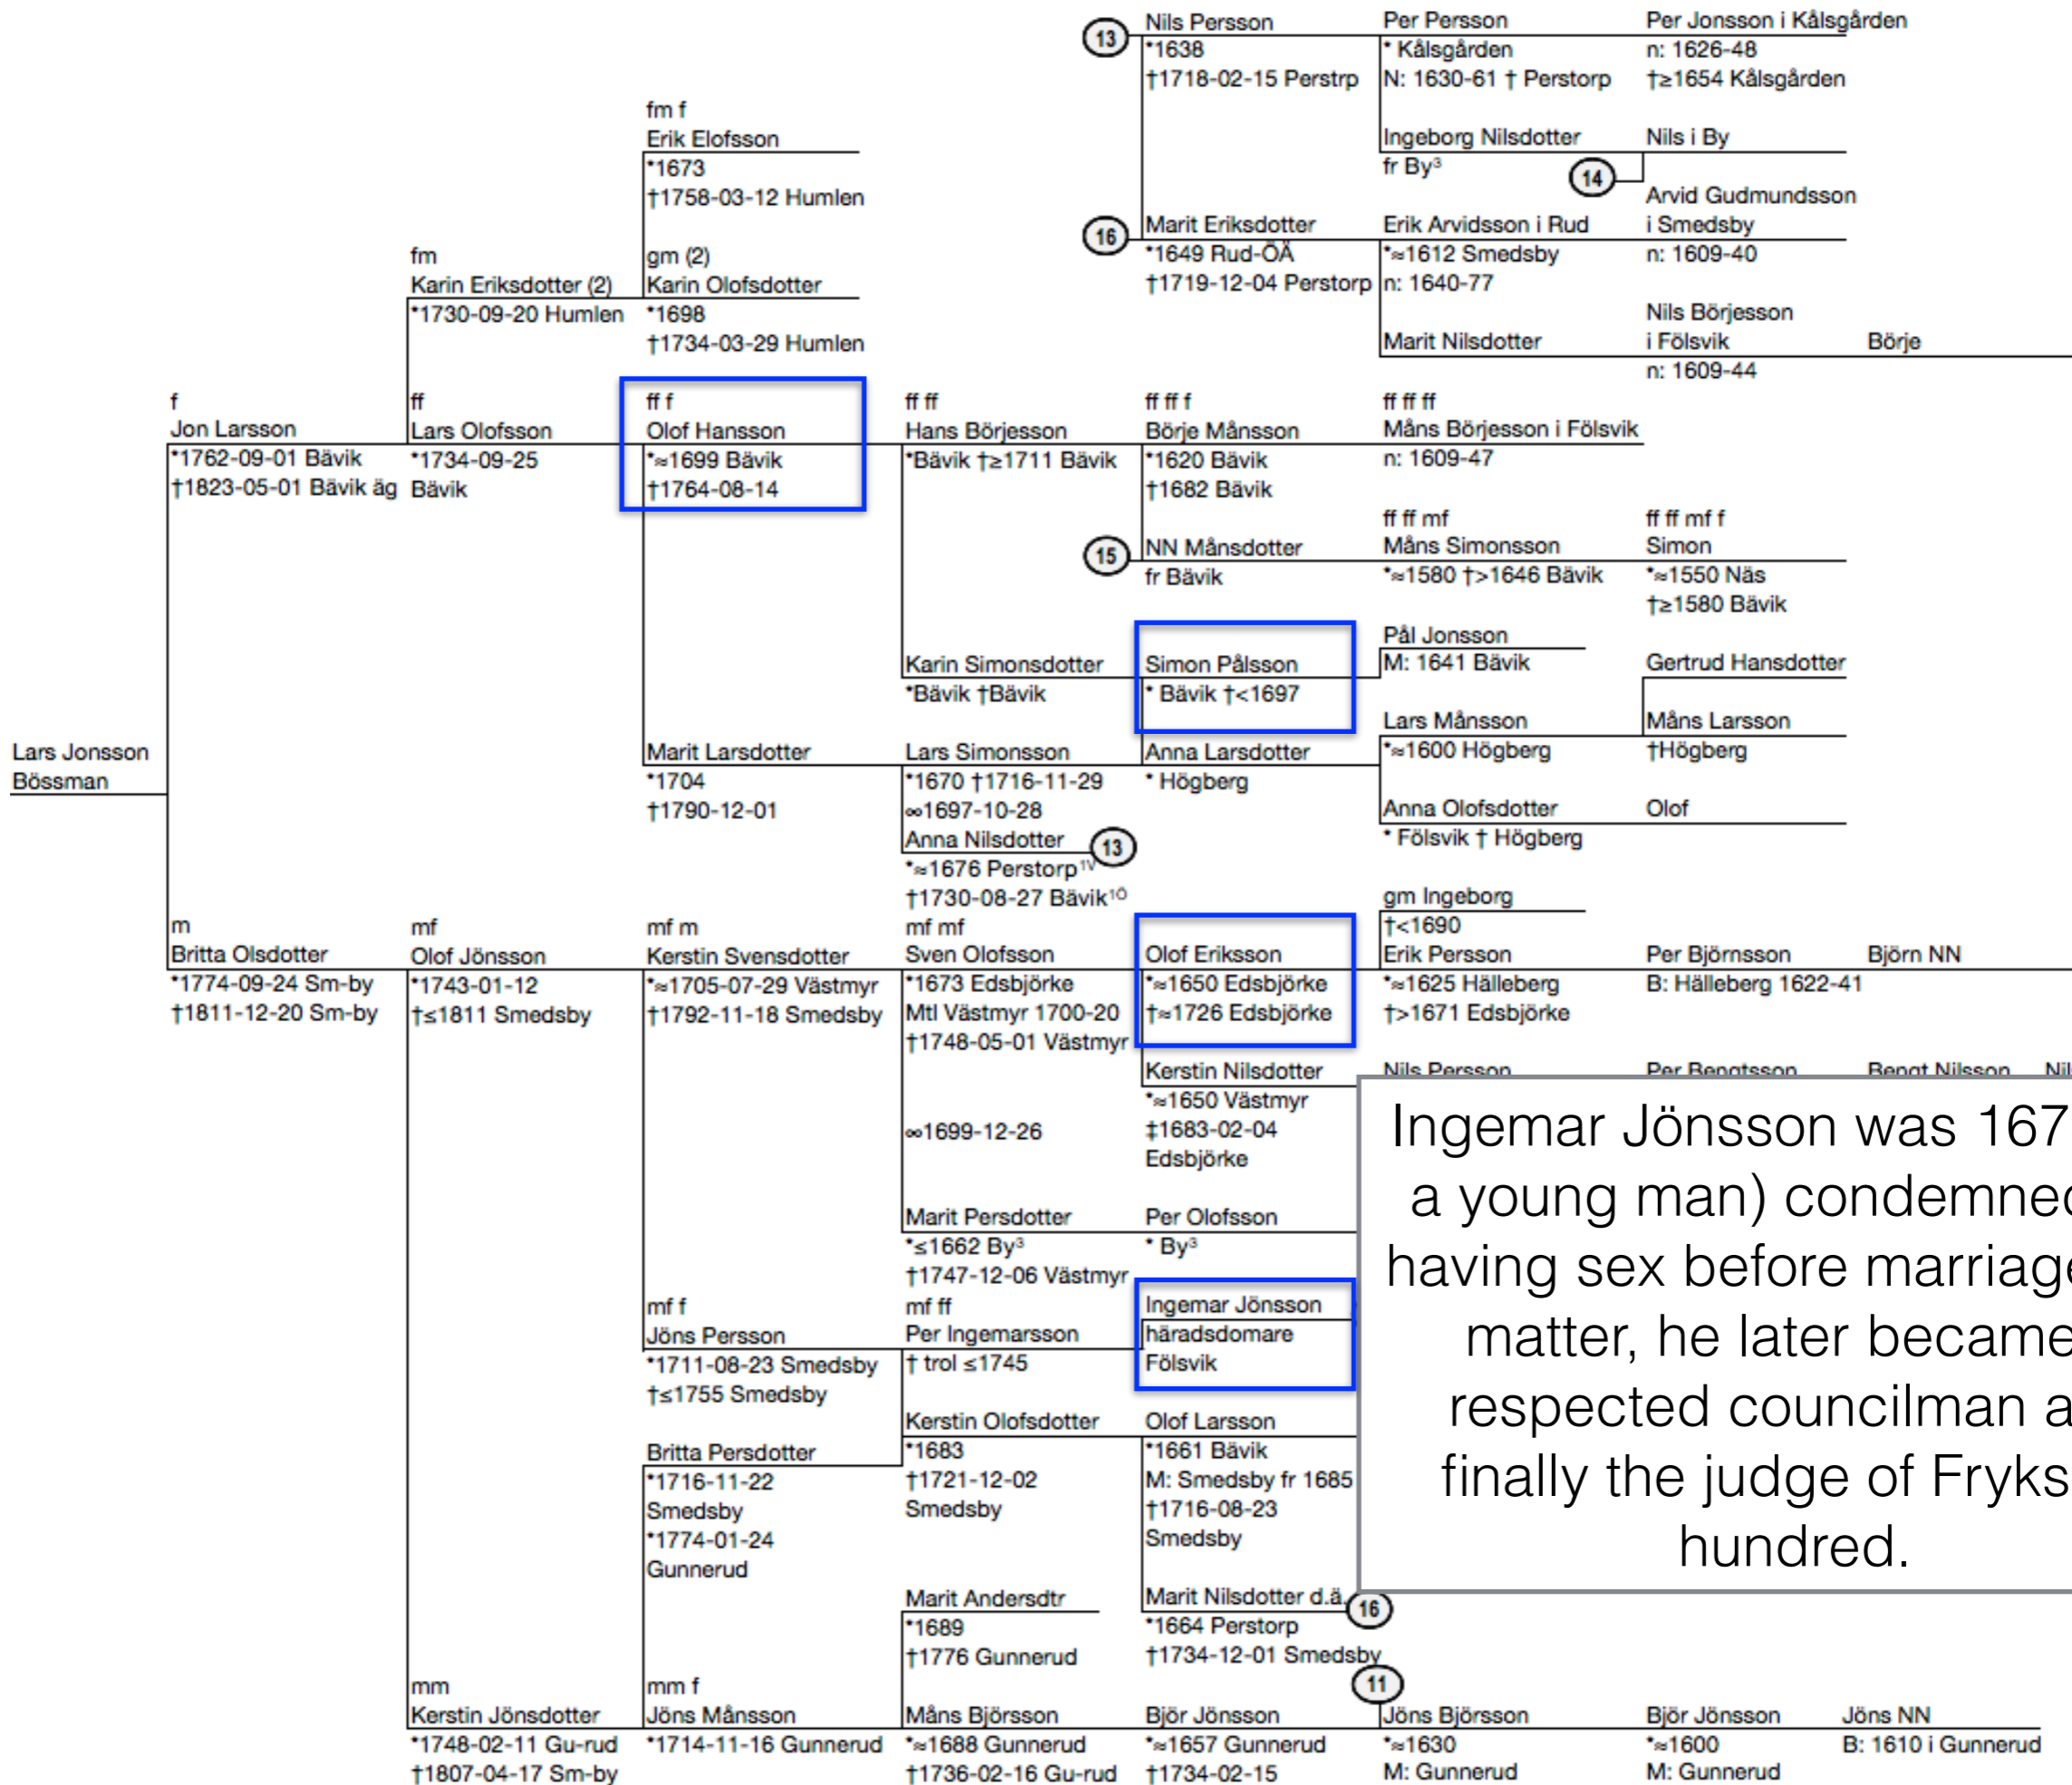 13
Nils Persson
*1638
†1718-02-15 Perstrp
Per Persson
* Kålsgården
N: 1630-61 † Perstorp
Per Jonsson i Kålsgården
n: 1626-48
†≥1654 Kålsgården
Ingeborg Nilsdotter
fr By³
Nils i By
14
16
Marit Eriksdotter
*1649 Rud-ÖÄ
†1719-12-04 Perstorp
Erik Arvidsson i Rud
*≈1612 Smedsby
n: 1640-77
Arvid Gudmundsson
i Smedsby
n: 1609-40
Marit Nilsdotter
Nils Börjesson
i Fölsvik
n: 1609-44
Börje
fm f
Erik Elofsson
*1673
†1758-03-12 Humlen
fm
Karin Eriksdotter (2)
*1730-09-20 Humlen
gm (2)
Karin Olofsdotter
*1698
†1734-03-29 Humlen
f
Jon Larsson
*1762-09-01 Bävik
†1823-05-01 Bävik äg
ff
Lars Olofsson
*1734-09-25
Bävik
ff f
Olof Hansson
*≈1699 Bävik
†1764-08-14
ff ff
Hans Börjesson
*Bävik †≥1711 Bävik
ff ff f
Börje Månsson
*1620 Bävik
†1682 Bävik
ff ff ff
Måns Börjesson i Fölsvik
n: 1609-47
15
NN Månsdotter
fr Bävik
ff ff mf
Måns Simonsson
*≈1580 †>1646 Bävik
ff ff mf f
Simon
*≈1550 Näs
†≥1580 Bävik
Karin Simonsdotter
*Bävik †Bävik
Simon Pålsson
* Bävik †<1697
Pål Jonsson
M: 1641 Bävik
Gertrud Hansdotter
Lars Månsson
*≈1600 Högberg
Måns Larsson
†Högberg
Lars Jonsson
Bössman
Marit Larsdotter
*1704
†1790-12-01
Lars Simonsson
*1670 †1716-11-29
∞1697-10-28
Anna Nilsdotter
13
*≈1676 Perstorp¹ⱽ
†1730-08-27 Bävik¹Ö
Anna Larsdotter
* Högberg
Anna Olofsdotter
* Fölsvik † Högberg
Olof
m
Britta Olsdotter
*1774-09-24 Sm-by
†1811-12-20 Sm-by
mf
Olof Jönsson
*1743-01-12
†≤1811 Smedsby
mf m
Kerstin Svensdotter
*≈1705-07-29 Västmyr
†1792-11-18 Smedsby
mf mf
Sven Olofsson
*1673 Edsbjörke
Mtl Västmyr 1700-20
†1748-05-01 Västmyr
∞1699-12-26
Olof Eriksson
*≈1650 Edsbjörke
†≈1726 Edsbjörke
gm Ingeborg
†<1690
Erik Persson
*≈1625 Hälleberg
†>1671 Edsbjörke
Per Björnsson
B: Hälleberg 1622-41
Björn NN
Kerstin Nilsdotter
*≈1650 Västmyr
‡1683-02-04
Edsbjörke
Nils Persson
Per Bengtsson
Bengt Nilsson
Marit Persdotter
*≤1662 By³
†1747-12-06 Västmyr
Per Olofsson
* By³
mf f
Jöns Persson
*1711-08-23 Smedsby
†≤1755 Smedsby
mf ff
Per Ingemarsson
† trol ≤1745
Ingemar Jönsson
häradsdomare
Fölsvik
Britta Persdotter
*1716-11-22
Smedsby
*1774-01-24
Gunnerud
Kerstin Olofsdotter
*1683
†1721-12-02
Smedsby
Olof Larsson
*1661 Bävik
M: Smedsby fr 1685
†1716-08-23
Smedsby
Marit Andersdtr
*1689
†1776 Gunnerud
Marit Nilsdotter d.ä.
16
*1664 Perstorp
†1734-12-01 Smedsby
mm
Kerstin Jönsdotter
*1748-02-11 Gu-rud
†1807-04-17 Sm-by
mm f
Jöns Månsson
*1714-11-16 Gunnerud
Måns Björsson
*≈1688 Gunnerud
†1736-02-16 Gu-rud
Björ Jönsson
*≈1657 Gunnerud
†1734-02-15
11
Jöns Björsson
*≈1630
M: Gunnerud
Björ Jönsson
*≈1600
M: Gunnerud
Jöns NN
B: 1610 i Gunnerud
Ingemar Jönsson was 167
a young man) condemned
having sex before marriage
matter, he later became
respected councilman a
finally the judge of Fryks
hundred.